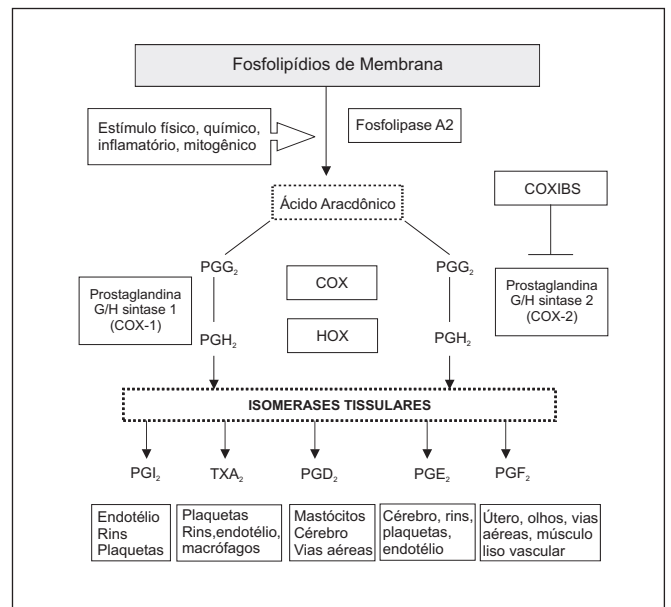 Fosfolipídios de Membrana
Estímulo físico, químico,
inflamatório, mitogênico
Fosfolipase A2
Ácido Aracdônico
COXIBS
PGG₂
COX
PGG₂
Prostaglandina
G/H sintase 1
(COX-1)
Prostaglandina
G/H sintase 2
(COX-2)
PGH₂
HOX
PGH₂
ISOMERASES TISSULARES
PGI₂
TXA₂
PGD₂
PGE₂
PGF₂
Endotélio
Rins
Plaquetas
Plaquetas
Rins,endotélio,
macrófagos
Mastócitos
Cérebro
Vias aéreas
Cérebro, rins,
plaquetas,
endotélio
Útero, olhos, vias
aéreas, músculo
liso vascular